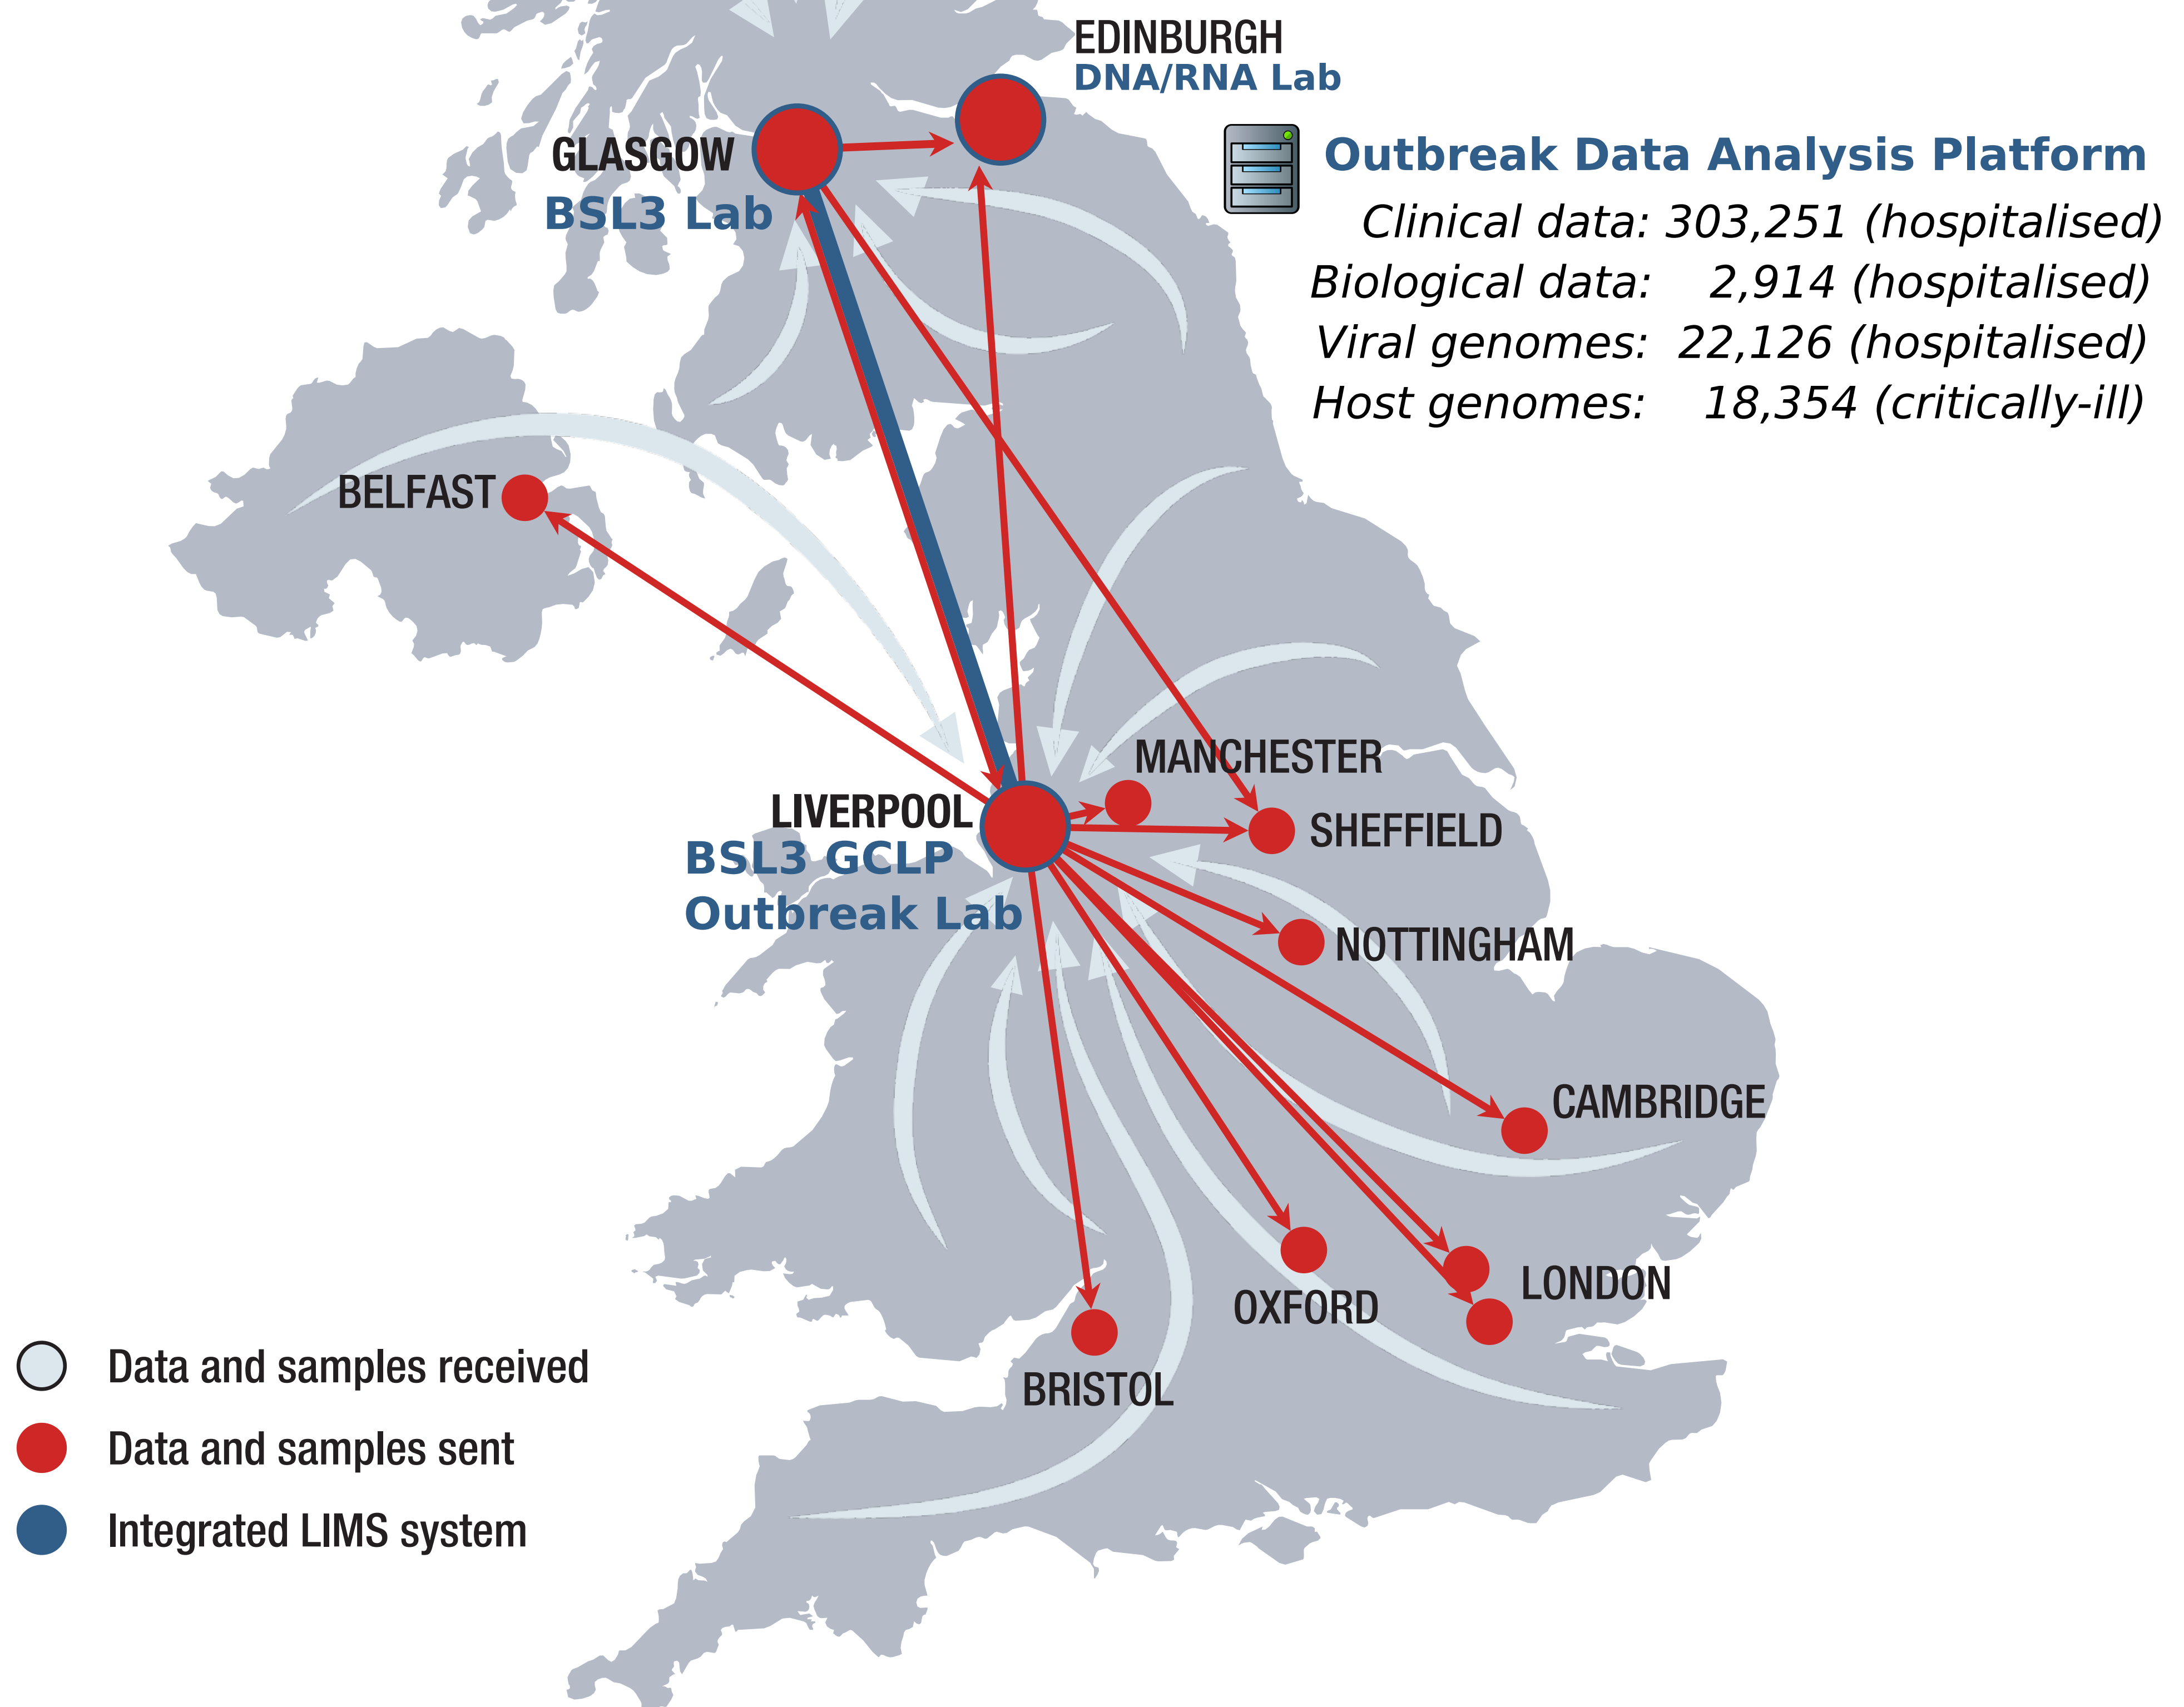 EDINBURGH
DNA/RNA Lab
GLASGOW
BSL3 Lab
Outbreak Data Analysis Platform
Clinical data: 303,251 (hospitalised)
Biological data: 2,914 (hospitalised)
Viral genomes: 22,126 (hospitalised)
Host genomes: 18,354 (critically-ill)
BELFAST
MANCHESTER
LIVERPOOL
BSL3 GCLP
Outbreak Lab
SHEFFIELD
NOTTINGHAM
CAMBRIDGE
LONDON
OXFORD
BRISTOL
Data and samples received
Data and samples sent
Integrated LIMS system